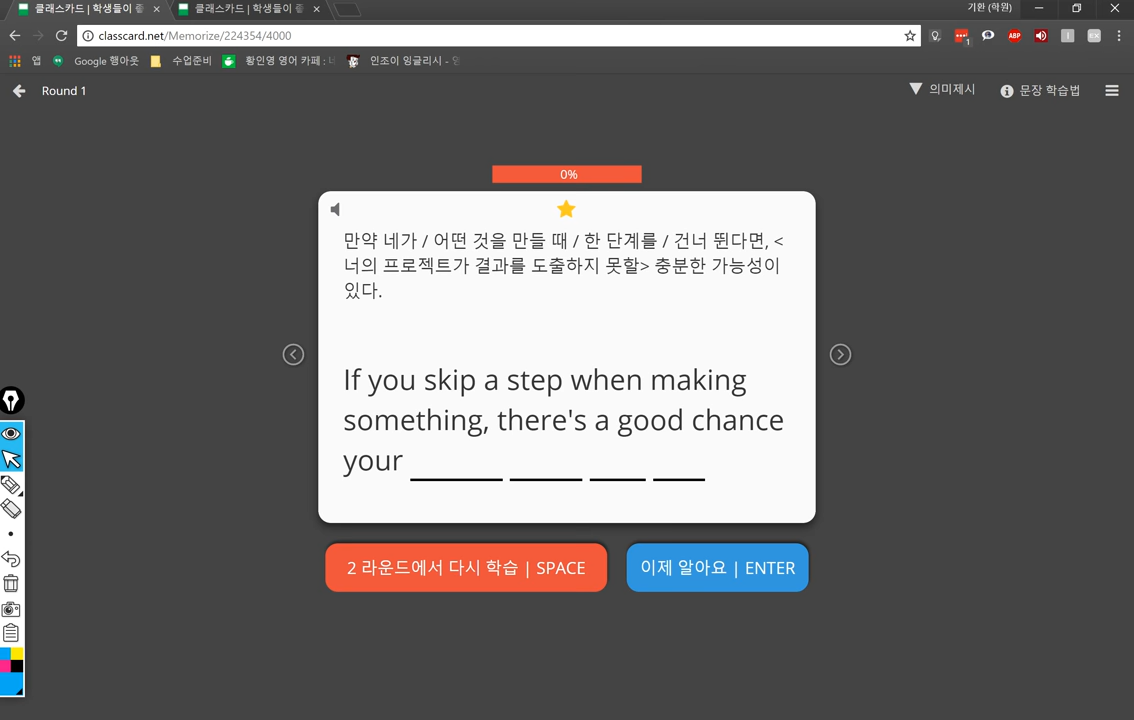 클래스카드 | 학생들이 즐
클래스카드 | 학생들이 즐
기환 (학원)
classcard.net/Memorize/224354/4000
ABP
1
앱
Google 행아웃
수업준비
황인영 영어 카페 : 네
인조이 잉글리시 - 영
Round 1
의미제시
문장 학습법
0%
만약 네가 / 어떤 것을 만들 때 / 한 단계를 / 건너 뛴다면, <
너의 프로젝트가 결과를 도출하지 못할> 충분한 가능성이
있다.
If you skip a step when making
something, there's a good chance
your
2 라운드에서 다시 학습 | SPACE
이제 알아요 | ENTER